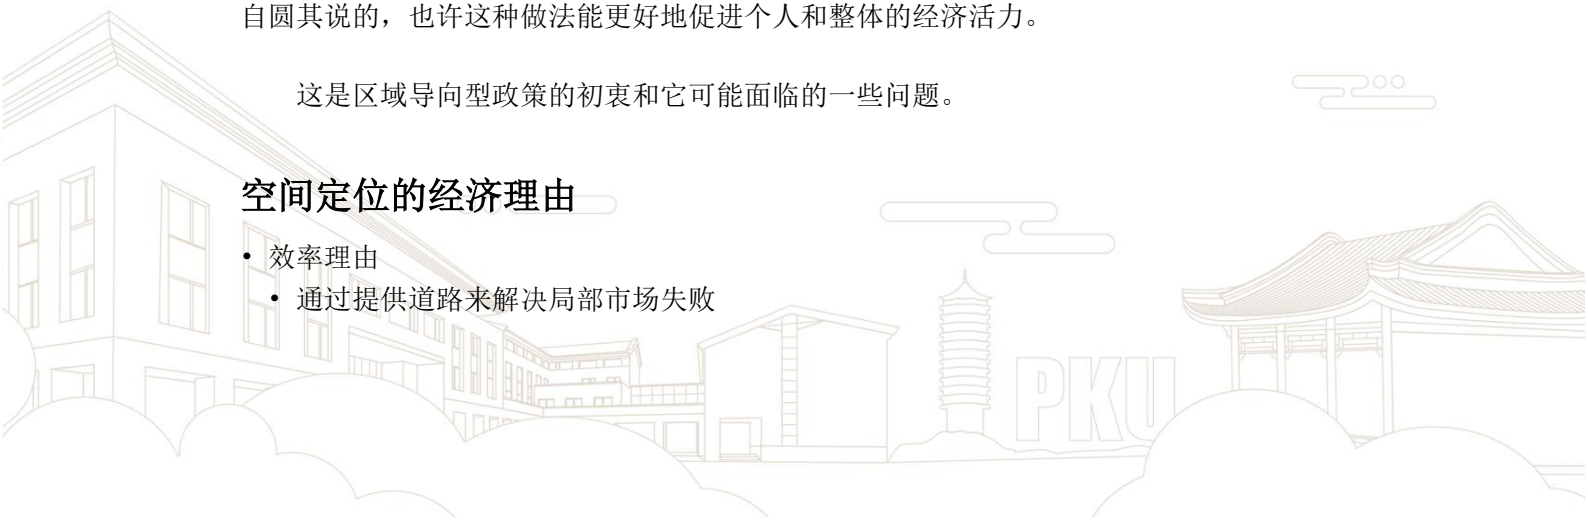 自圆其说的，也许这种做法能更好地促进个人和整体的经济活力。
这是区域导向型政策的初衷和它可能面临的一些问题。
空间定位的经济理由
• 效率理由
• 通过提供道路来解决局部市场失败
PKU